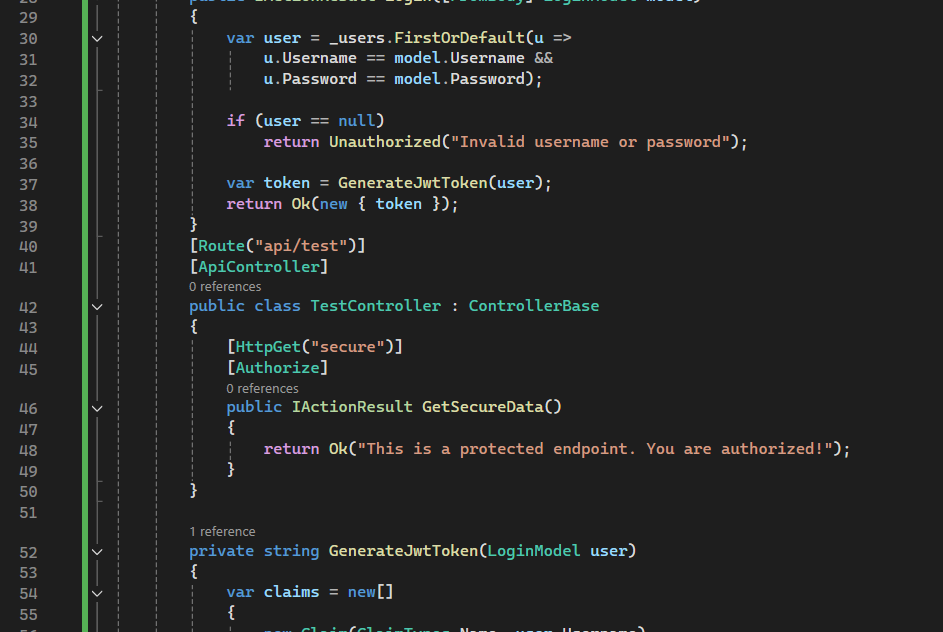 29 {
30 var user = _users.FirstOrDefault(u =>
31 u.Username == model.Username &&
32 u.Password == model.Password);
33
34 if (user == null)
35 return Unauthorized("Invalid username or password");
36
37 var token = GenerateJwtToken(user);
38 return Ok(new { token });
39 }
40 [Route("api/test")]
41 [ApiController]
0 references
42 public class TestController : ControllerBase
43 {
44 [HttpGet("secure")]
45 [Authorize]
0 references
46 public IActionResult GetSecureData()
47 {
48 return Ok("This is a protected endpoint. You are authorized!");
49 }
50 }
51
1 reference
52 private string GenerateJwtToken(LoginModel user)
53 {
54 var claims = new[]
55 {